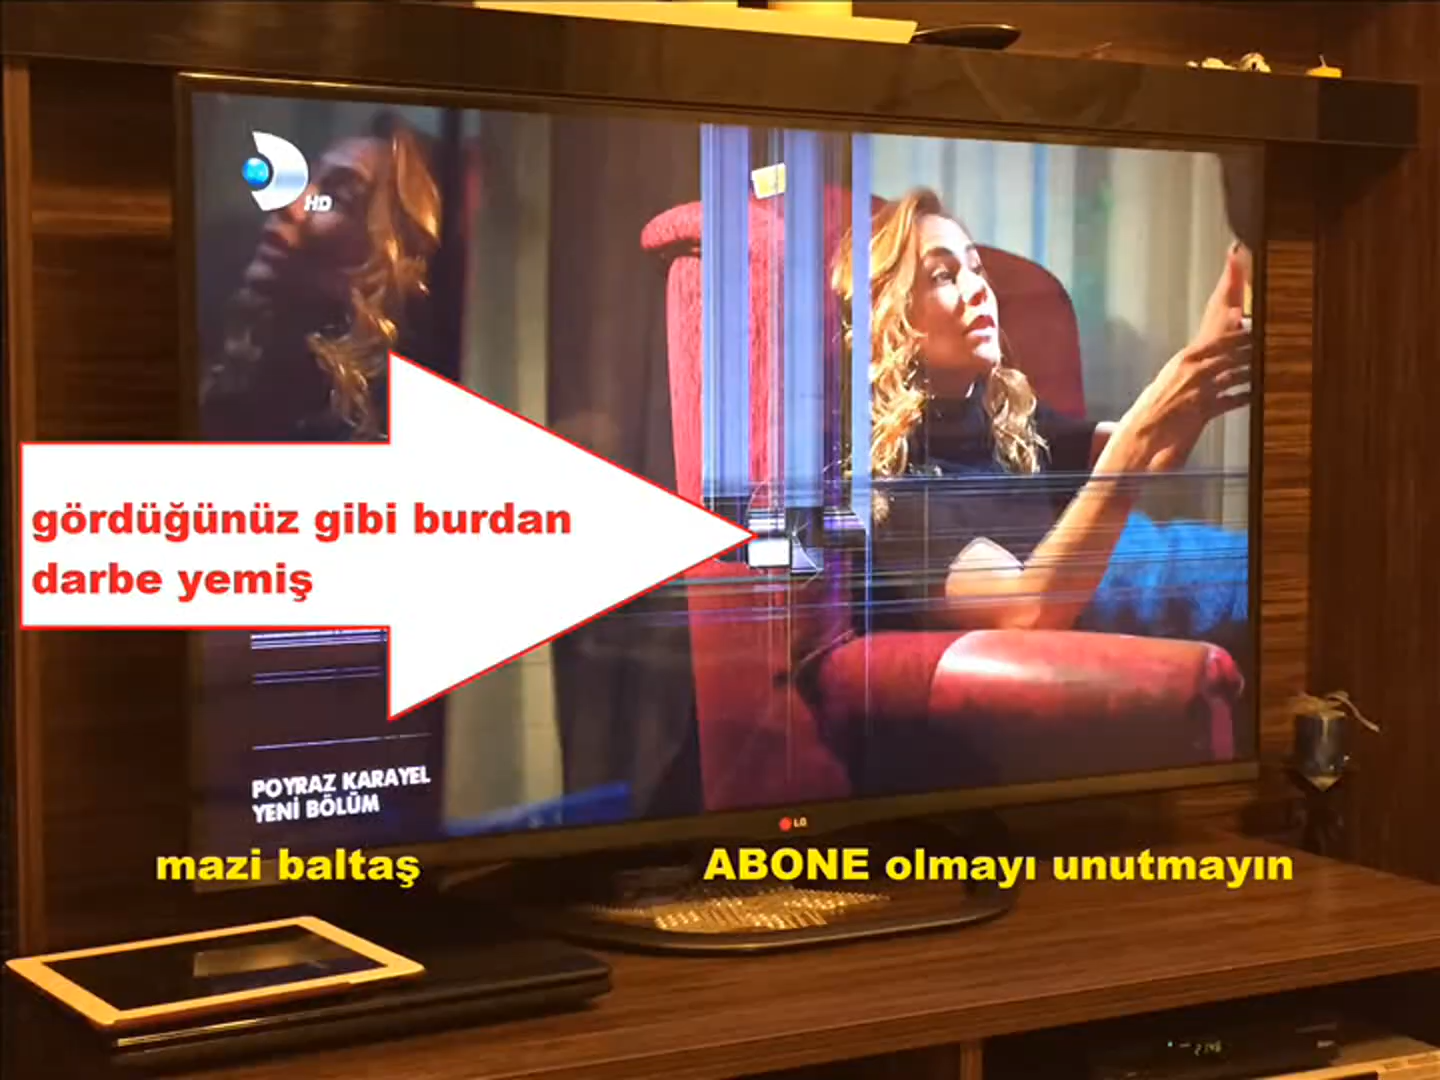 HD
gördüğünüz gibi burdan
darbe yemiş
POYRAZ KARAYEL
YENİ BÖLÜM
LG
mazi baltaş
ABONE olmayı unutmayın